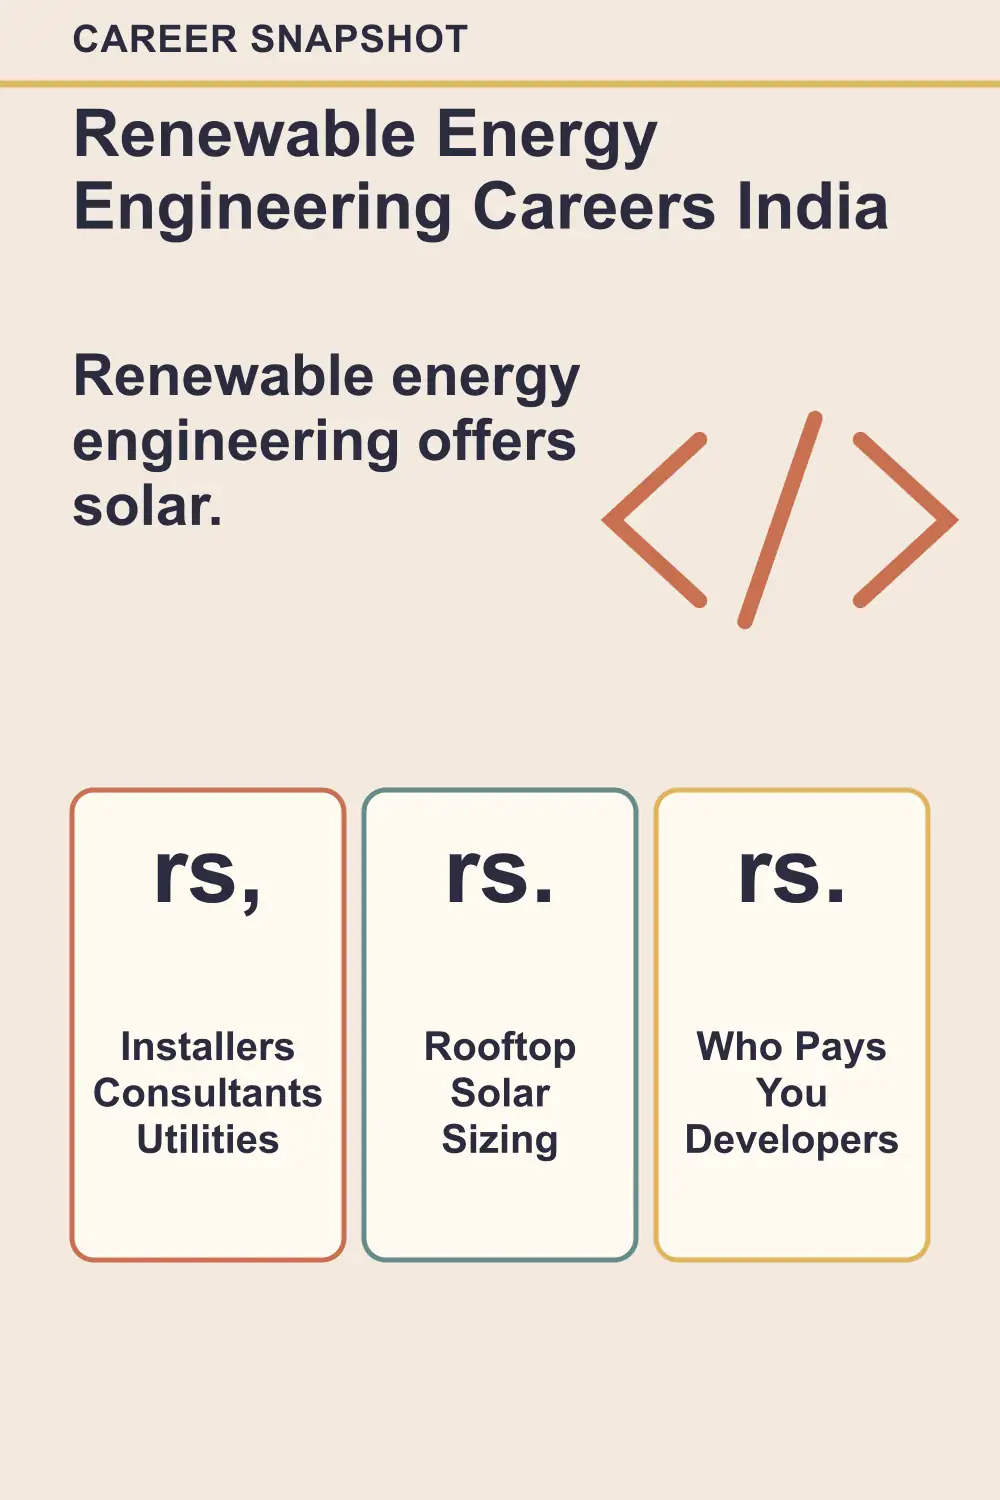 CAREER SNAPSHOT
Renewable Energy
Engineering Careers India
Renewable energy
engineering offers
solar.
</>
rs,
Installers
Consultants
Utilities
rs.
Rooftop
Solar
Sizing
rs.
Who Pays
You
Developers